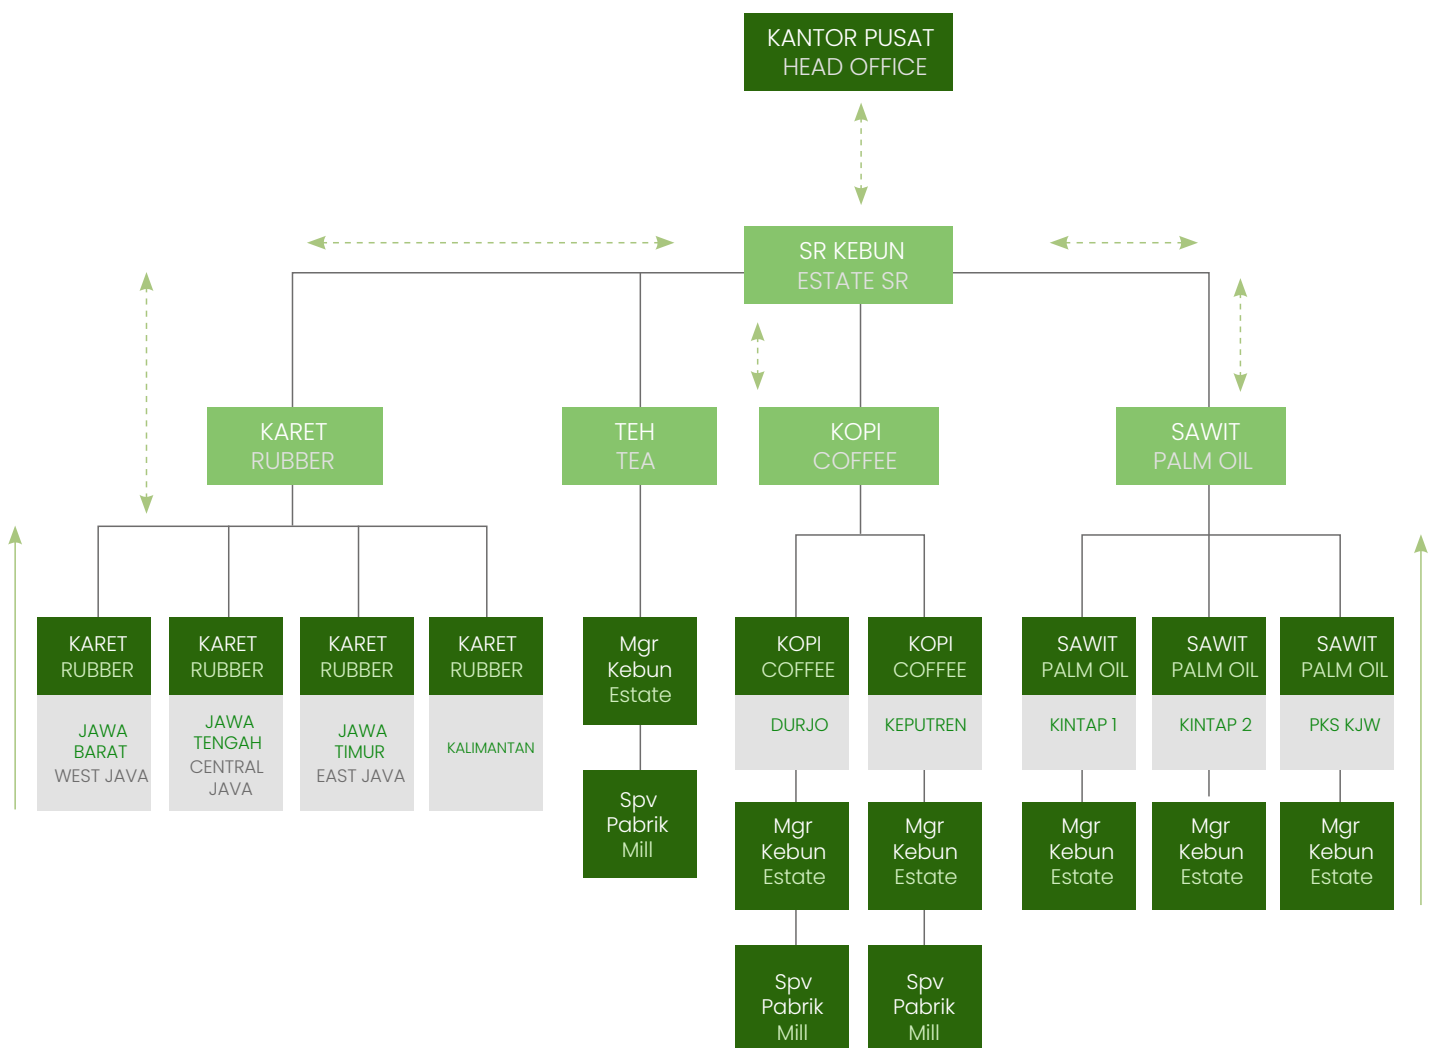 KANTOR PUSAT
HEAD OFFICE
SR KEBUN
ESTATE SR
KARET
RUBBER
TEH
TEA
KOPI
COFFEE
SAWIT
PALM OIL
KARET
RUBBER
JAWA
BARAT
WEST JAVA
KARET
RUBBER
JAWA
TENGAH
CENTRAL
JAVA
KARET
RUBBER
JAWA
TIMUR
EAST JAVA
KARET
RUBBER
KALIMANTAN
Mgr
Kebun
Estate
Spv
Pabrik
Mill
KOPI
COFFEE
DURJO
Mgr
Kebun
Estate
Spv
Pabrik
Mill
KOPI
COFFEE
KEPUTREN
Mgr
Kebun
Estate
Spv
Pabrik
Mill
SAWIT
PALM OIL
KINTAP 1
Mgr
Kebun
Estate
SAWIT
PALM OIL
KINTAP 2
Mgr
Kebun
Estate
SAWIT
PALM OIL
PKS KJW
Mgr
Kebun
Estate